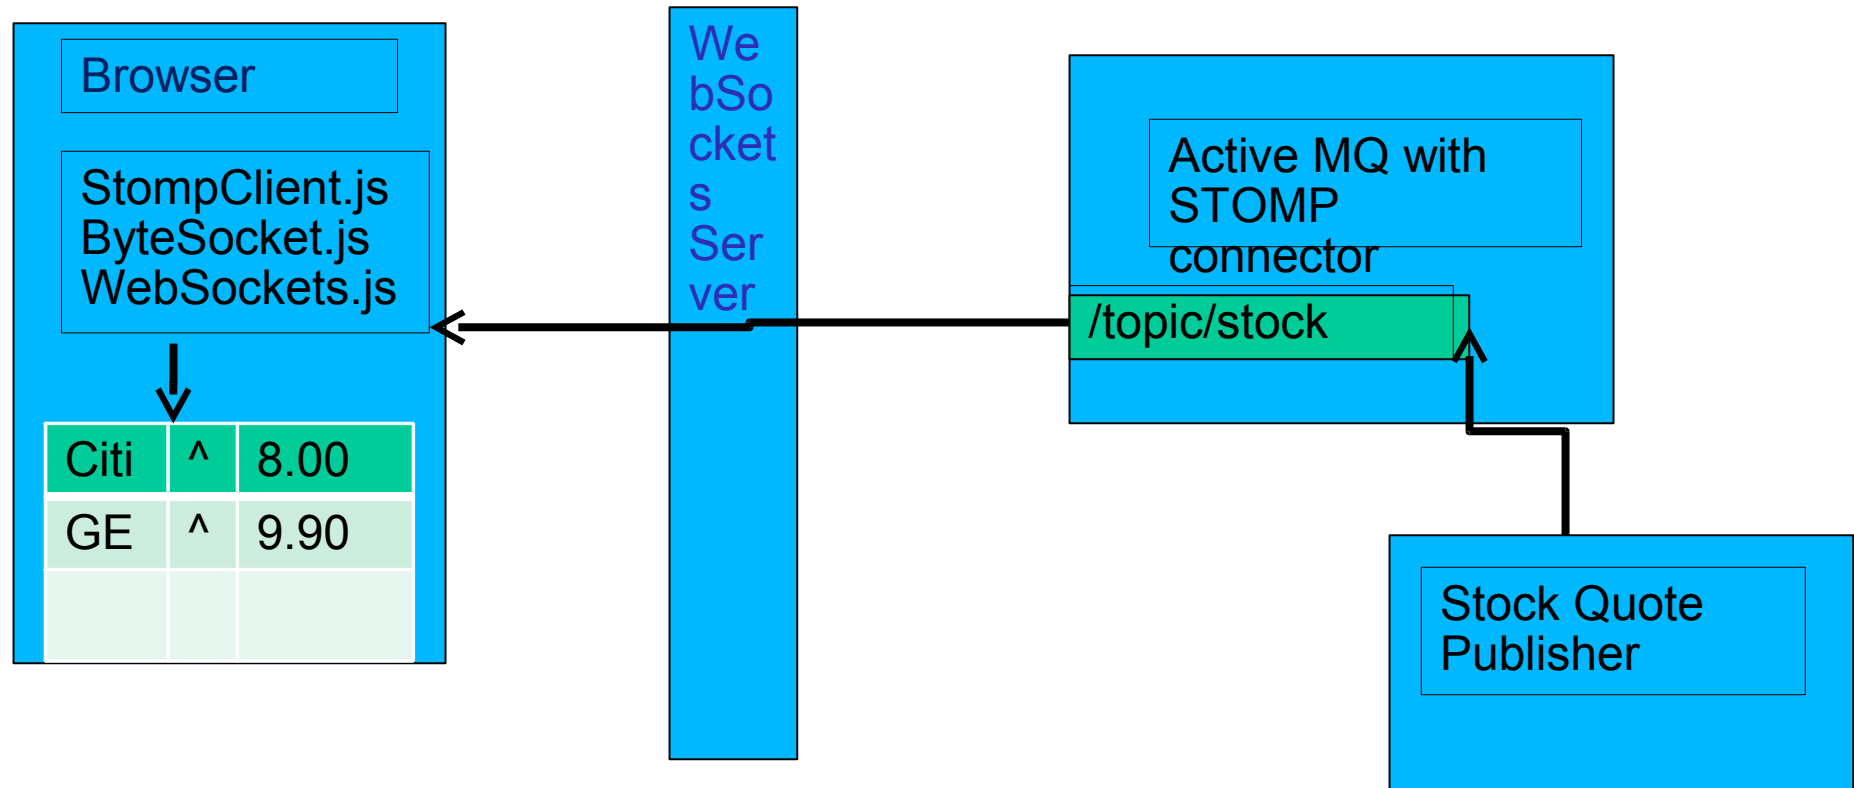 Browser
StompClient.js
ByteSocket.js
WebSockets.js
Citi ^ 8.00
GE ^ 9.90
We
bSo
cket
s
Ser
ver
Active MQ with
STOMP
connector
/topic/stock
Stock Quote
Publisher